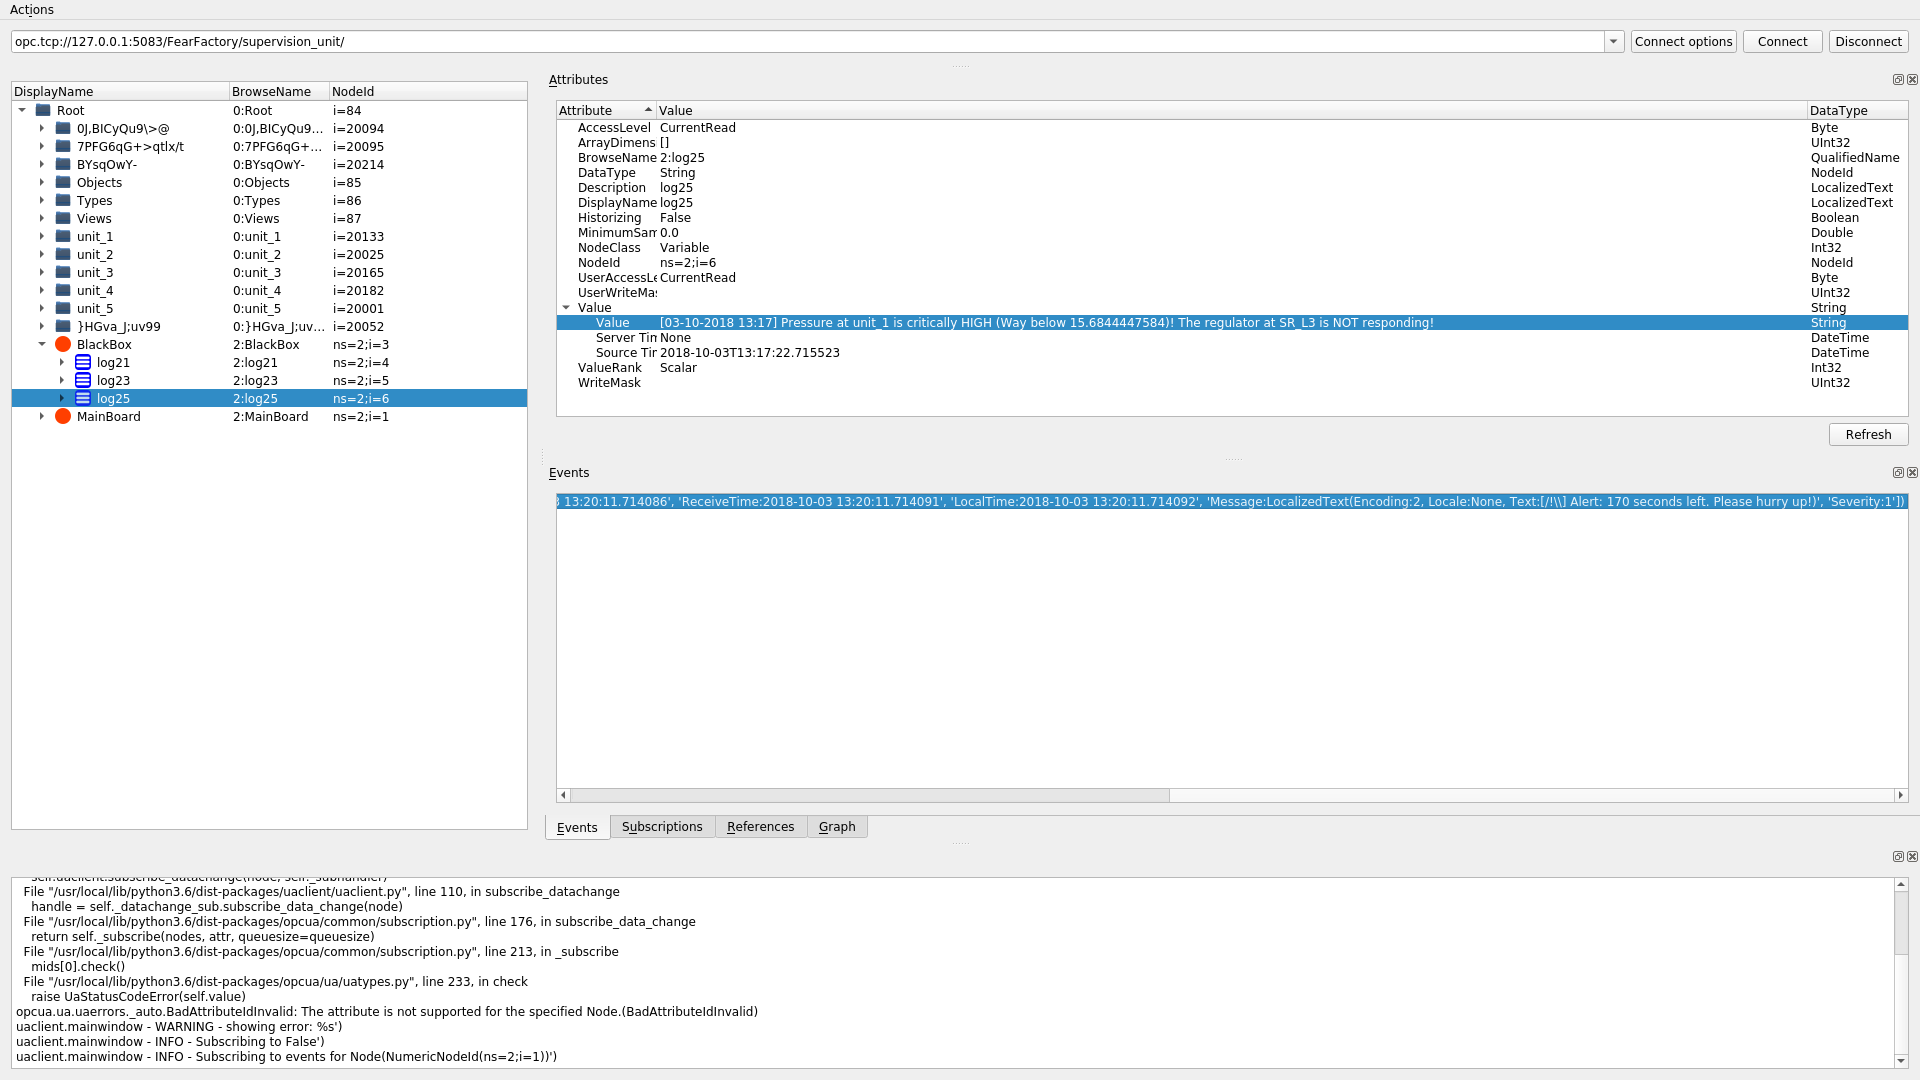 Actions
opc.tcp://127.0.0.1:5083/FearFactory/supervision_unit/ Connect options Connect Disconnect
DisplayName BrowseName NodeId
Root 0:Root i=84
0J,BICyQu9\>@ 0:0J,BICyQu9... i=20094
7PFG6qG+>qtlx/t 0:7PFG6qG+... i=20095
BYsqOwY- 0:BYsqOwY- i=20214
Objects 0:Objects i=85
Types 0:Types i=86
Views 0:Views i=87
unit_1 0:unit_1 i=20133
unit_2 0:unit_2 i=20025
unit_3 0:unit_3 i=20165
unit_4 0:unit_4 i=20182
unit_5 0:unit_5 i=20001
}HGva_J;uv99 0:}HGva_J;uv... i=20052
BlackBox 2:BlackBox ns=2;i=3
log21 2:log21 ns=2;i=4
log23 2:log23 ns=2;i=5
log25 2:log25 ns=2;i=6
MainBoard 2:MainBoard ns=2;i=1
Attributes
Attribute Value DataType
AccessLevel CurrentRead Byte
ArrayDimens [] UInt32
BrowseName 2:log25 QualifiedName
DataType String NodeId
Description log25 LocalizedText
DisplayName log25 LocalizedText
Historizing False Boolean
MinimumSam 0.0 Double
NodeClass Variable Int32
NodeId ns=2;i=6 NodeId
UserAccessLe CurrentRead Byte
UserWriteMas UInt32
Value String
Value [03-10-2018 13:17] Pressure at unit_1 is critically HIGH (Way below 15.6844447584)! The regulator at SR_L3 is NOT responding! String
Server Tim None DateTime
Source Tir 2018-10-03T13:17:22.715523 DateTime
ValueRank Scalar Int32
WriteMask UInt32
Refresh
Events
13:20:11.714086', 'ReceiveTime:2018-10-03 13:20:11.714091', 'LocalTime:2018-10-03 13:20:11.714092', 'Message:LocalizedText(Encoding:2, Locale:None, Text:[/!\\] Alert: 170 seconds left. Please hurry up!)', 'Severity:1'])
Events Subscriptions References Graph
self.uaclient.subscribe_datachange(node, self._subhandler)
File "/usr/local/lib/python3.6/dist-packages/uaclient/uaclient.py", line 110, in subscribe_datachange
handle = self._datachange_sub.subscribe_data_change(node)
File "/usr/local/lib/python3.6/dist-packages/opcua/common/subscription.py", line 176, in subscribe_data_change
return self._subscribe(nodes, attr, queuesize=queuesize)
File "/usr/local/lib/python3.6/dist-packages/opcua/common/subscription.py", line 213, in _subscribe
mids[0].check()
File "/usr/local/lib/python3.6/dist-packages/opcua/ua/uatypes.py", line 233, in check
raise UaStatusCodeError(self.value)
opcua.ua.uaerrors._auto.BadAttributeIdInvalid: The attribute is not supported for the specified Node.(BadAttributeIdInvalid)
uaclient.mainwindow - WARNING - showing error: %s')
uaclient.mainwindow - INFO - Subscribing to False')
uaclient.mainwindow - INFO - Subscribing to events for Node(NumericNodeId(ns=2;i=1))')